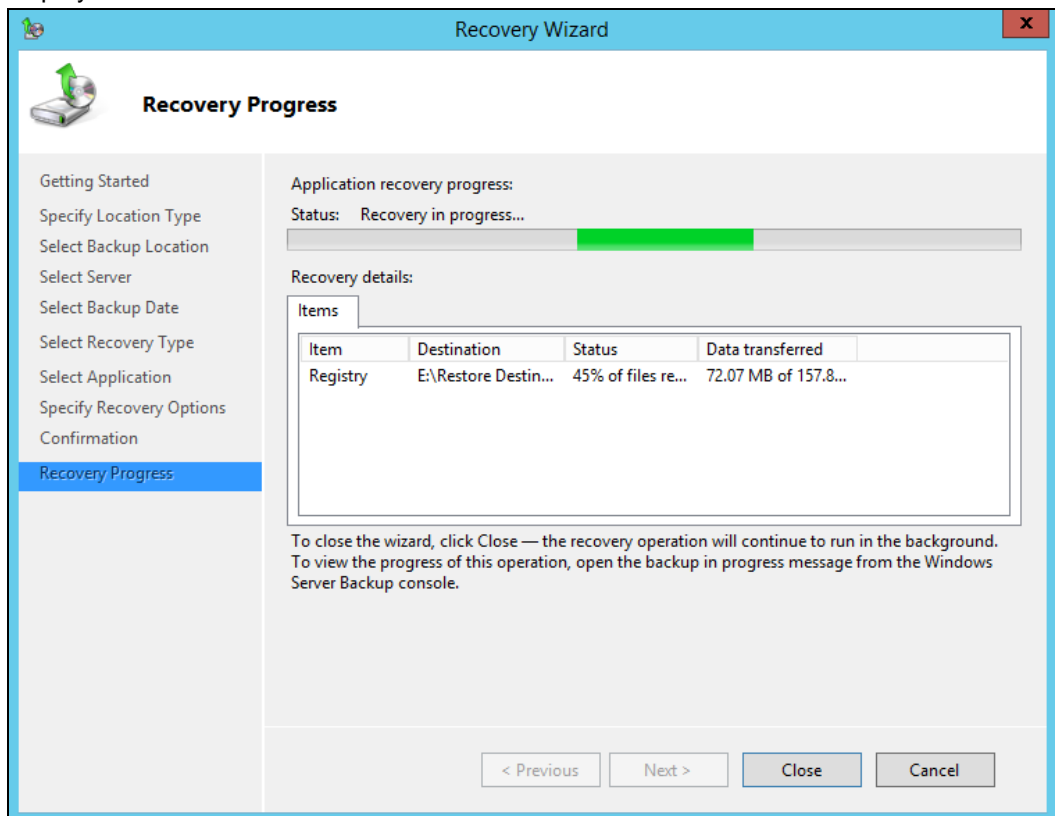 Recovery Wizard
x
Recovery Progress
Getting Started
Specify Location Type
Select Backup Location
Select Server
Select Backup Date
Select Recovery Type
Select Application
Specify Recovery Options
Confirmation
Recovery Progress
Application recovery progress:
Status: Recovery in progress...
Recovery details:
Items
Item Destination Status Data transferred
Registry E:\Restore Destin... 45% of files re... 72.07 MB of 157.8...
To close the wizard, click Close — the recovery operation will continue to run in the background.
To view the progress of this operation, open the backup in progress message from the Windows
Server Backup console.
< Previous Next > Close Cancel